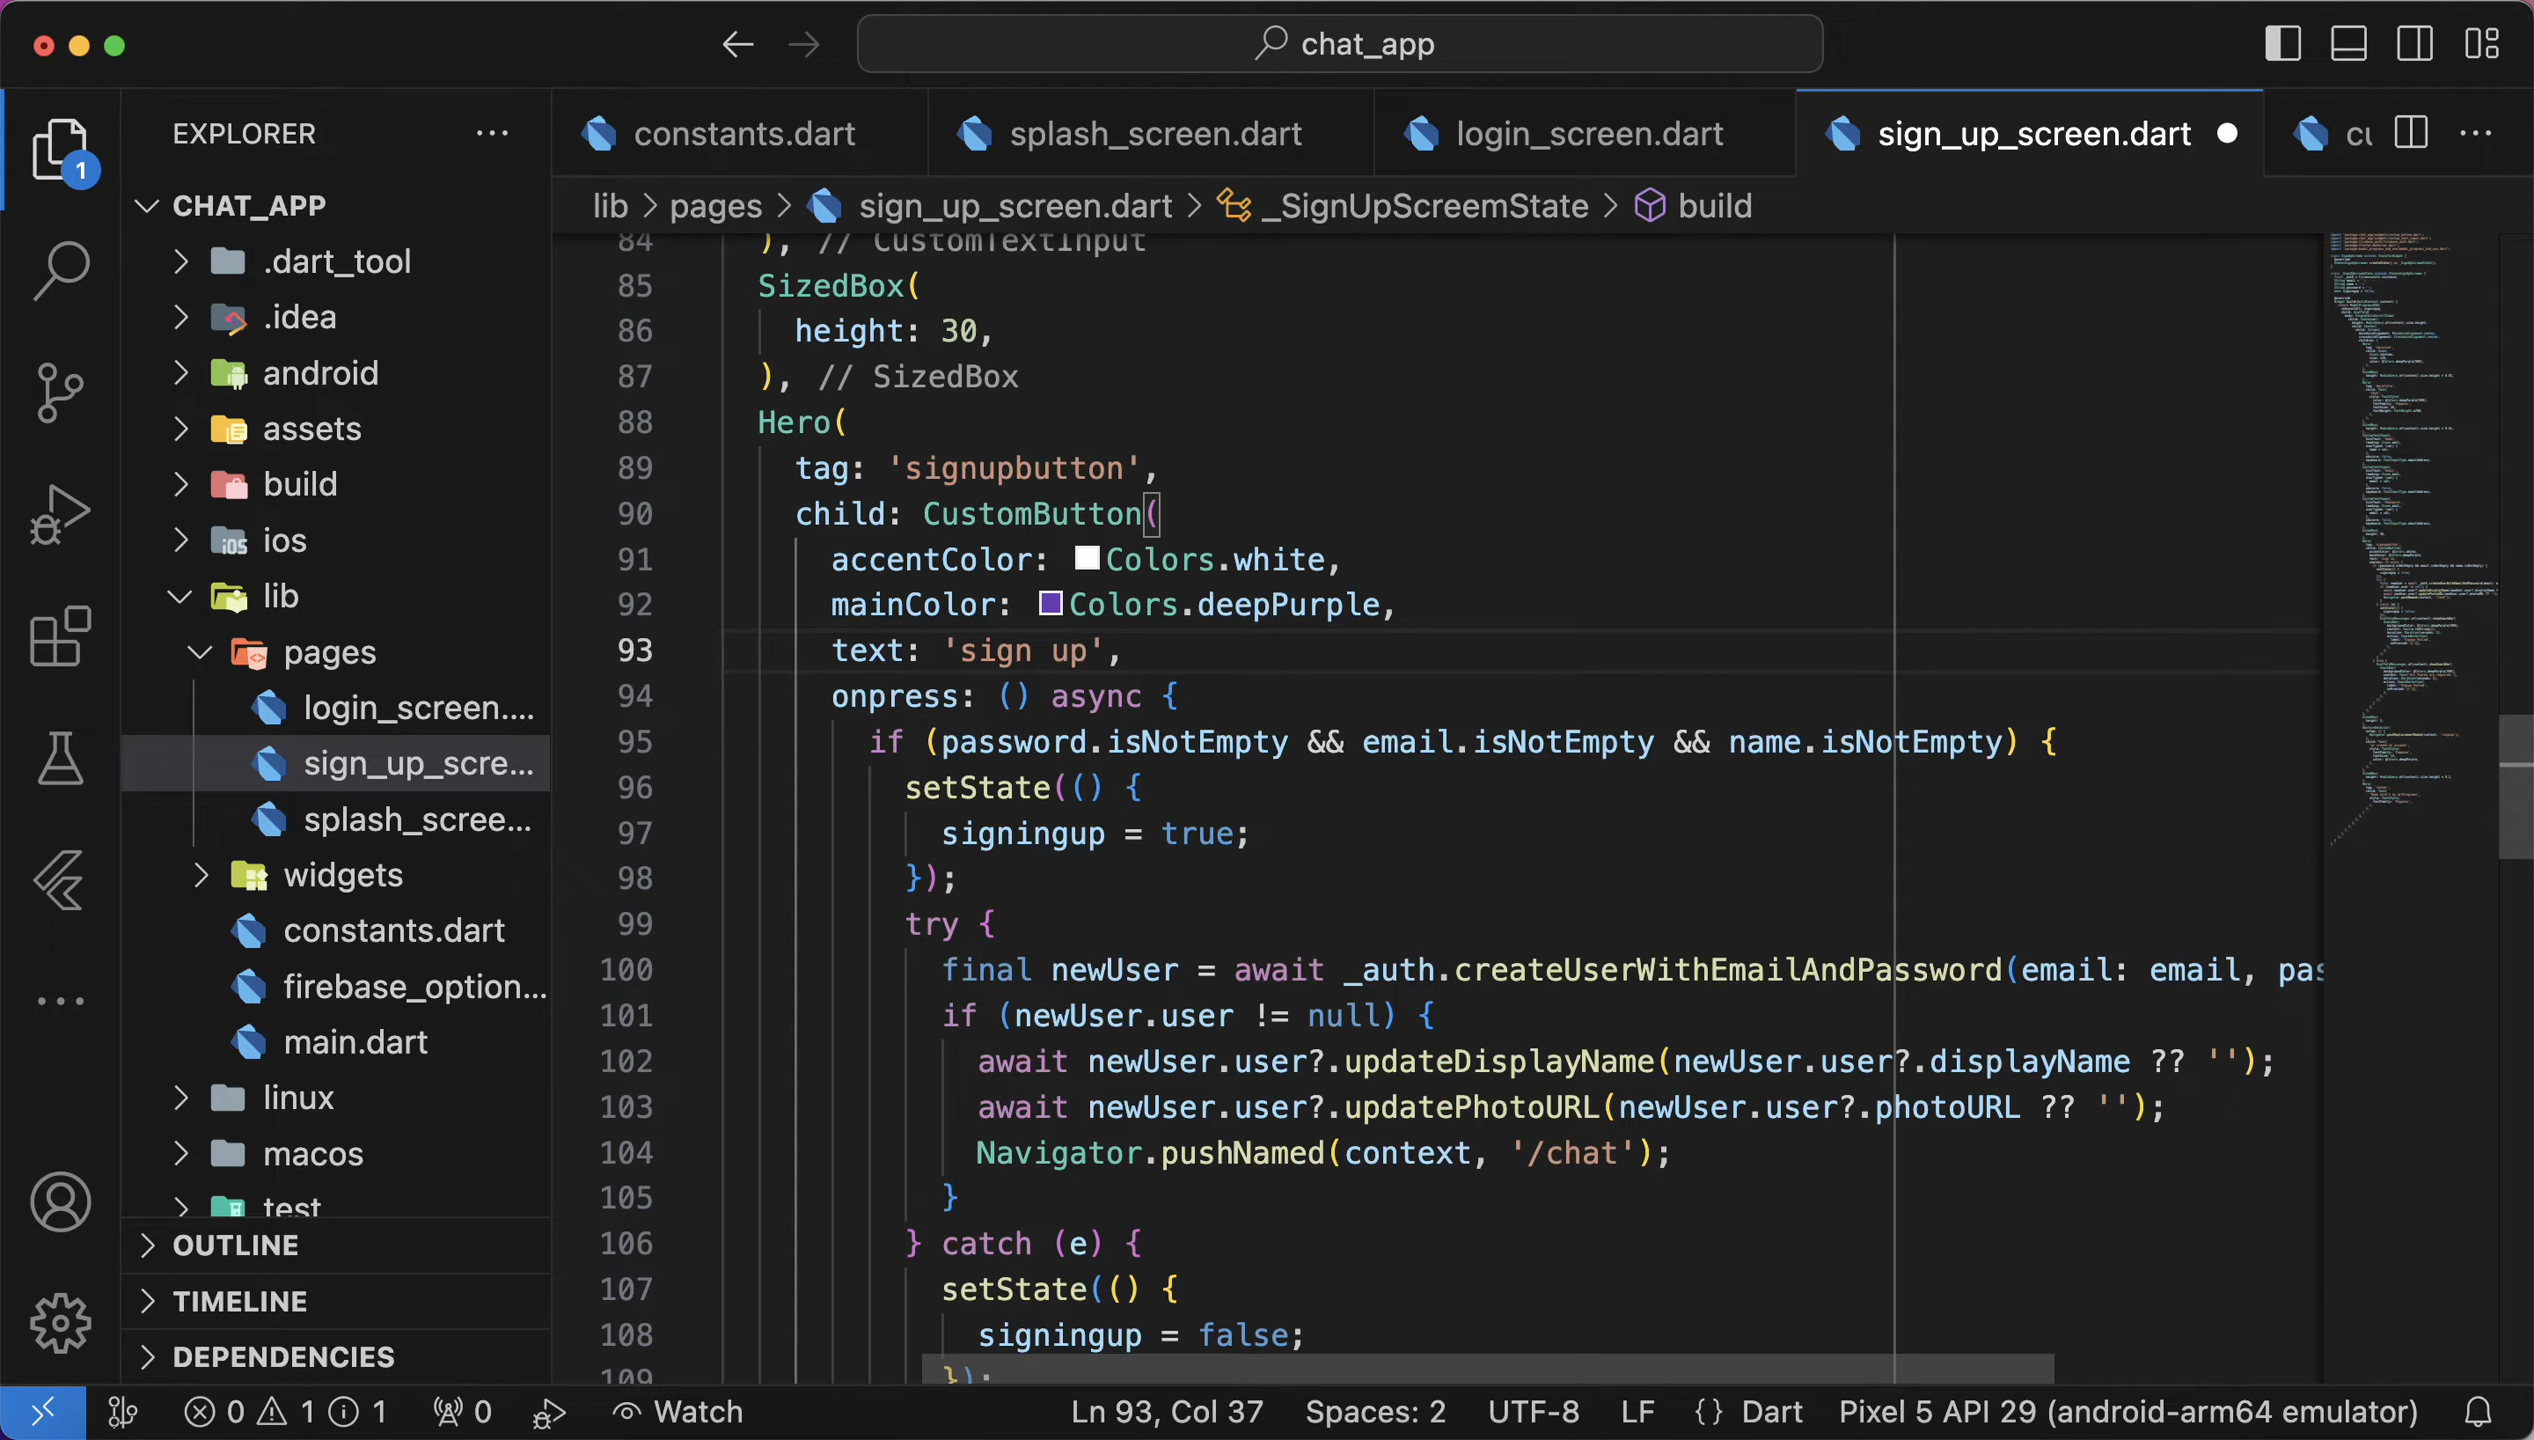 chat_app
EXPLORER
constants.dart
splash_screen.dart
login_screen.dart
sign_up_screen.dart
cu
lib > pages > sign_up_screen.dart > _SignUpScreemState > build
1
CHAT_APP
.dart_tool
.idea
android
assets
build
ios
lib
pages
login_screen....
sign_up_scre...
splash_scree...
widgets
constants.dart
firebase_option...
main.dart
linux
macos
test
OUTLINE
TIMELINE
DEPENDENCIES
84 ), // CustomTextInput
85 SizedBox(
86 height: 30,
87 ), // SizedBox
88 Hero(
89 tag: 'signupbutton',
90 child: CustomButton(
91 accentColor: Colors.white,
92 mainColor: Colors.deepPurple,
93 text: 'sign up',
94 onpress: () async {
95 if (password.isNotEmpty && email.isNotEmpty && name.isNotEmpty) {
96 setState(() {
97 signingup = true;
98 });
99 try {
100 final newUser = await _auth.createUserWithEmailAndPassword(email: email, pas
101 if (newUser.user != null) {
102 await newUser.user?.updateDisplayName(newUser.user?.displayName ?? '');
103 await newUser.user?.updatePhotoURL(newUser.user?.photoURL ?? '');
104 Navigator.pushNamed(context, '/chat');
105 }
106 } catch (e) {
107 setState(() {
108 signingup = false;
109 });
0 1 1 0 Watch Ln 93, Col 37 Spaces: 2 UTF-8 LF {} Dart Pixel 5 API 29 (android-arm64 emulator)